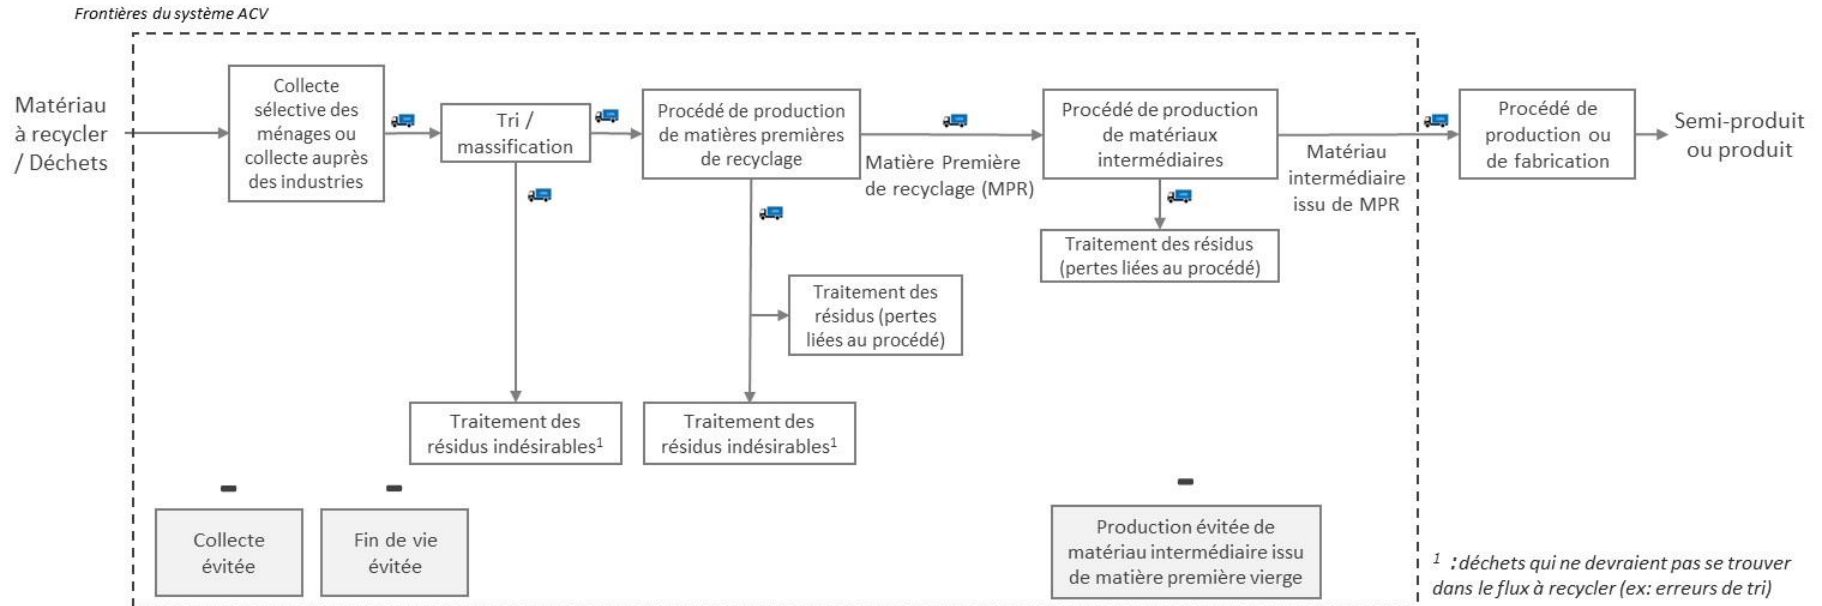 Frontières du système ACV
Matériau
à recycler
/ Déchets
Collecte
sélective des
ménages ou
collecte auprès
des industries
Tri /
massification
Procédé de production
de matières premières
de recyclage
Matière Première
de recyclage (MPR)
Procédé de production
de matériaux
intermédiaires
Matériau
intermédiaire
issu de MPR
Procédé de
production ou
de fabrication
Semi-produit
ou produit
Traitement des résidus
(pertes liées au procédé)
Traitement des
résidus (pertes
liées au procédé)
Traitement des
résidus indésirables¹
Traitement des
résidus indésirables¹
Collecte
évitée
Fin de vie
évitée
Production évitée de
matériau intermédiaire issu
de matière première vierge
¹ : déchets qui ne devraient pas se trouver
dans le flux à recycler (ex: erreurs de tri)